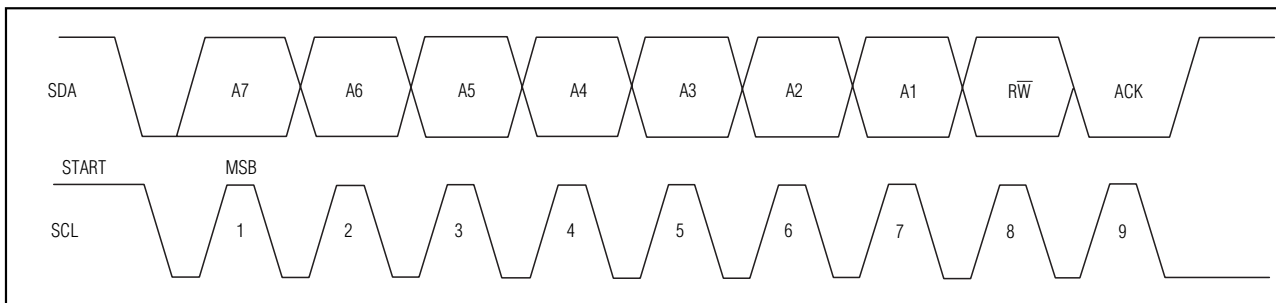 SDA A7 A6 A5 A4 A3 A2 A1 RW̅ ACK
START MSB
SCL 1 2 3 4 5 6 7 8 9